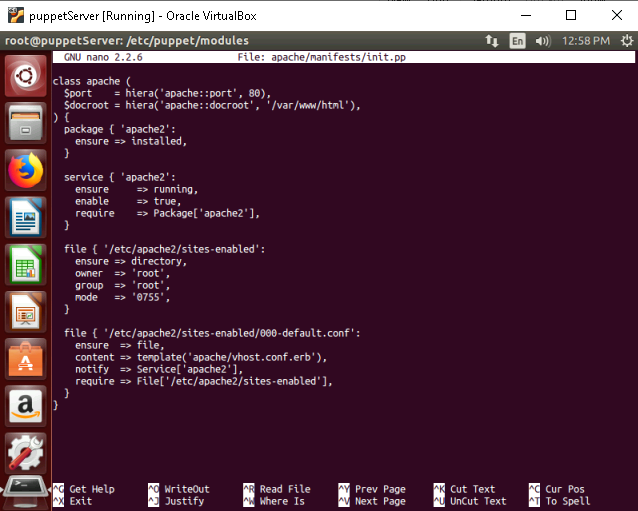 puppetServer [Running] - Oracle VirtualBox
root@puppetServer: /etc/puppet/modules En 12:58 PM
GNU nano 2.2.6 File: apache/manifests/init.pp
class apache (
  $port    = hiera('apache::port', 80),
  $docroot = hiera('apache::docroot', '/var/www/html'),
) {
  package { 'apache2':
    ensure => installed,
  }
  service { 'apache2':
    ensure     => running,
    enable     => true,
    require    => Package['apache2'],
  }
  file { '/etc/apache2/sites-enabled':
    ensure => directory,
    owner  => 'root',
    group  => 'root',
    mode   => '0755',
  }
  file { '/etc/apache2/sites-enabled/000-default.conf':
    ensure  => file,
    content => template('apache/vhost.conf.erb'),
    notify  => Service['apache2'],
    require => File['/etc/apache2/sites-enabled'],
  }
}
^G Get Help ^O WriteOut ^R Read File ^Y Prev Page ^K Cut Text ^C Cur Pos
^X Exit ^J Justify ^W Where Is ^V Next Page ^U UnCut Text ^T To Spell